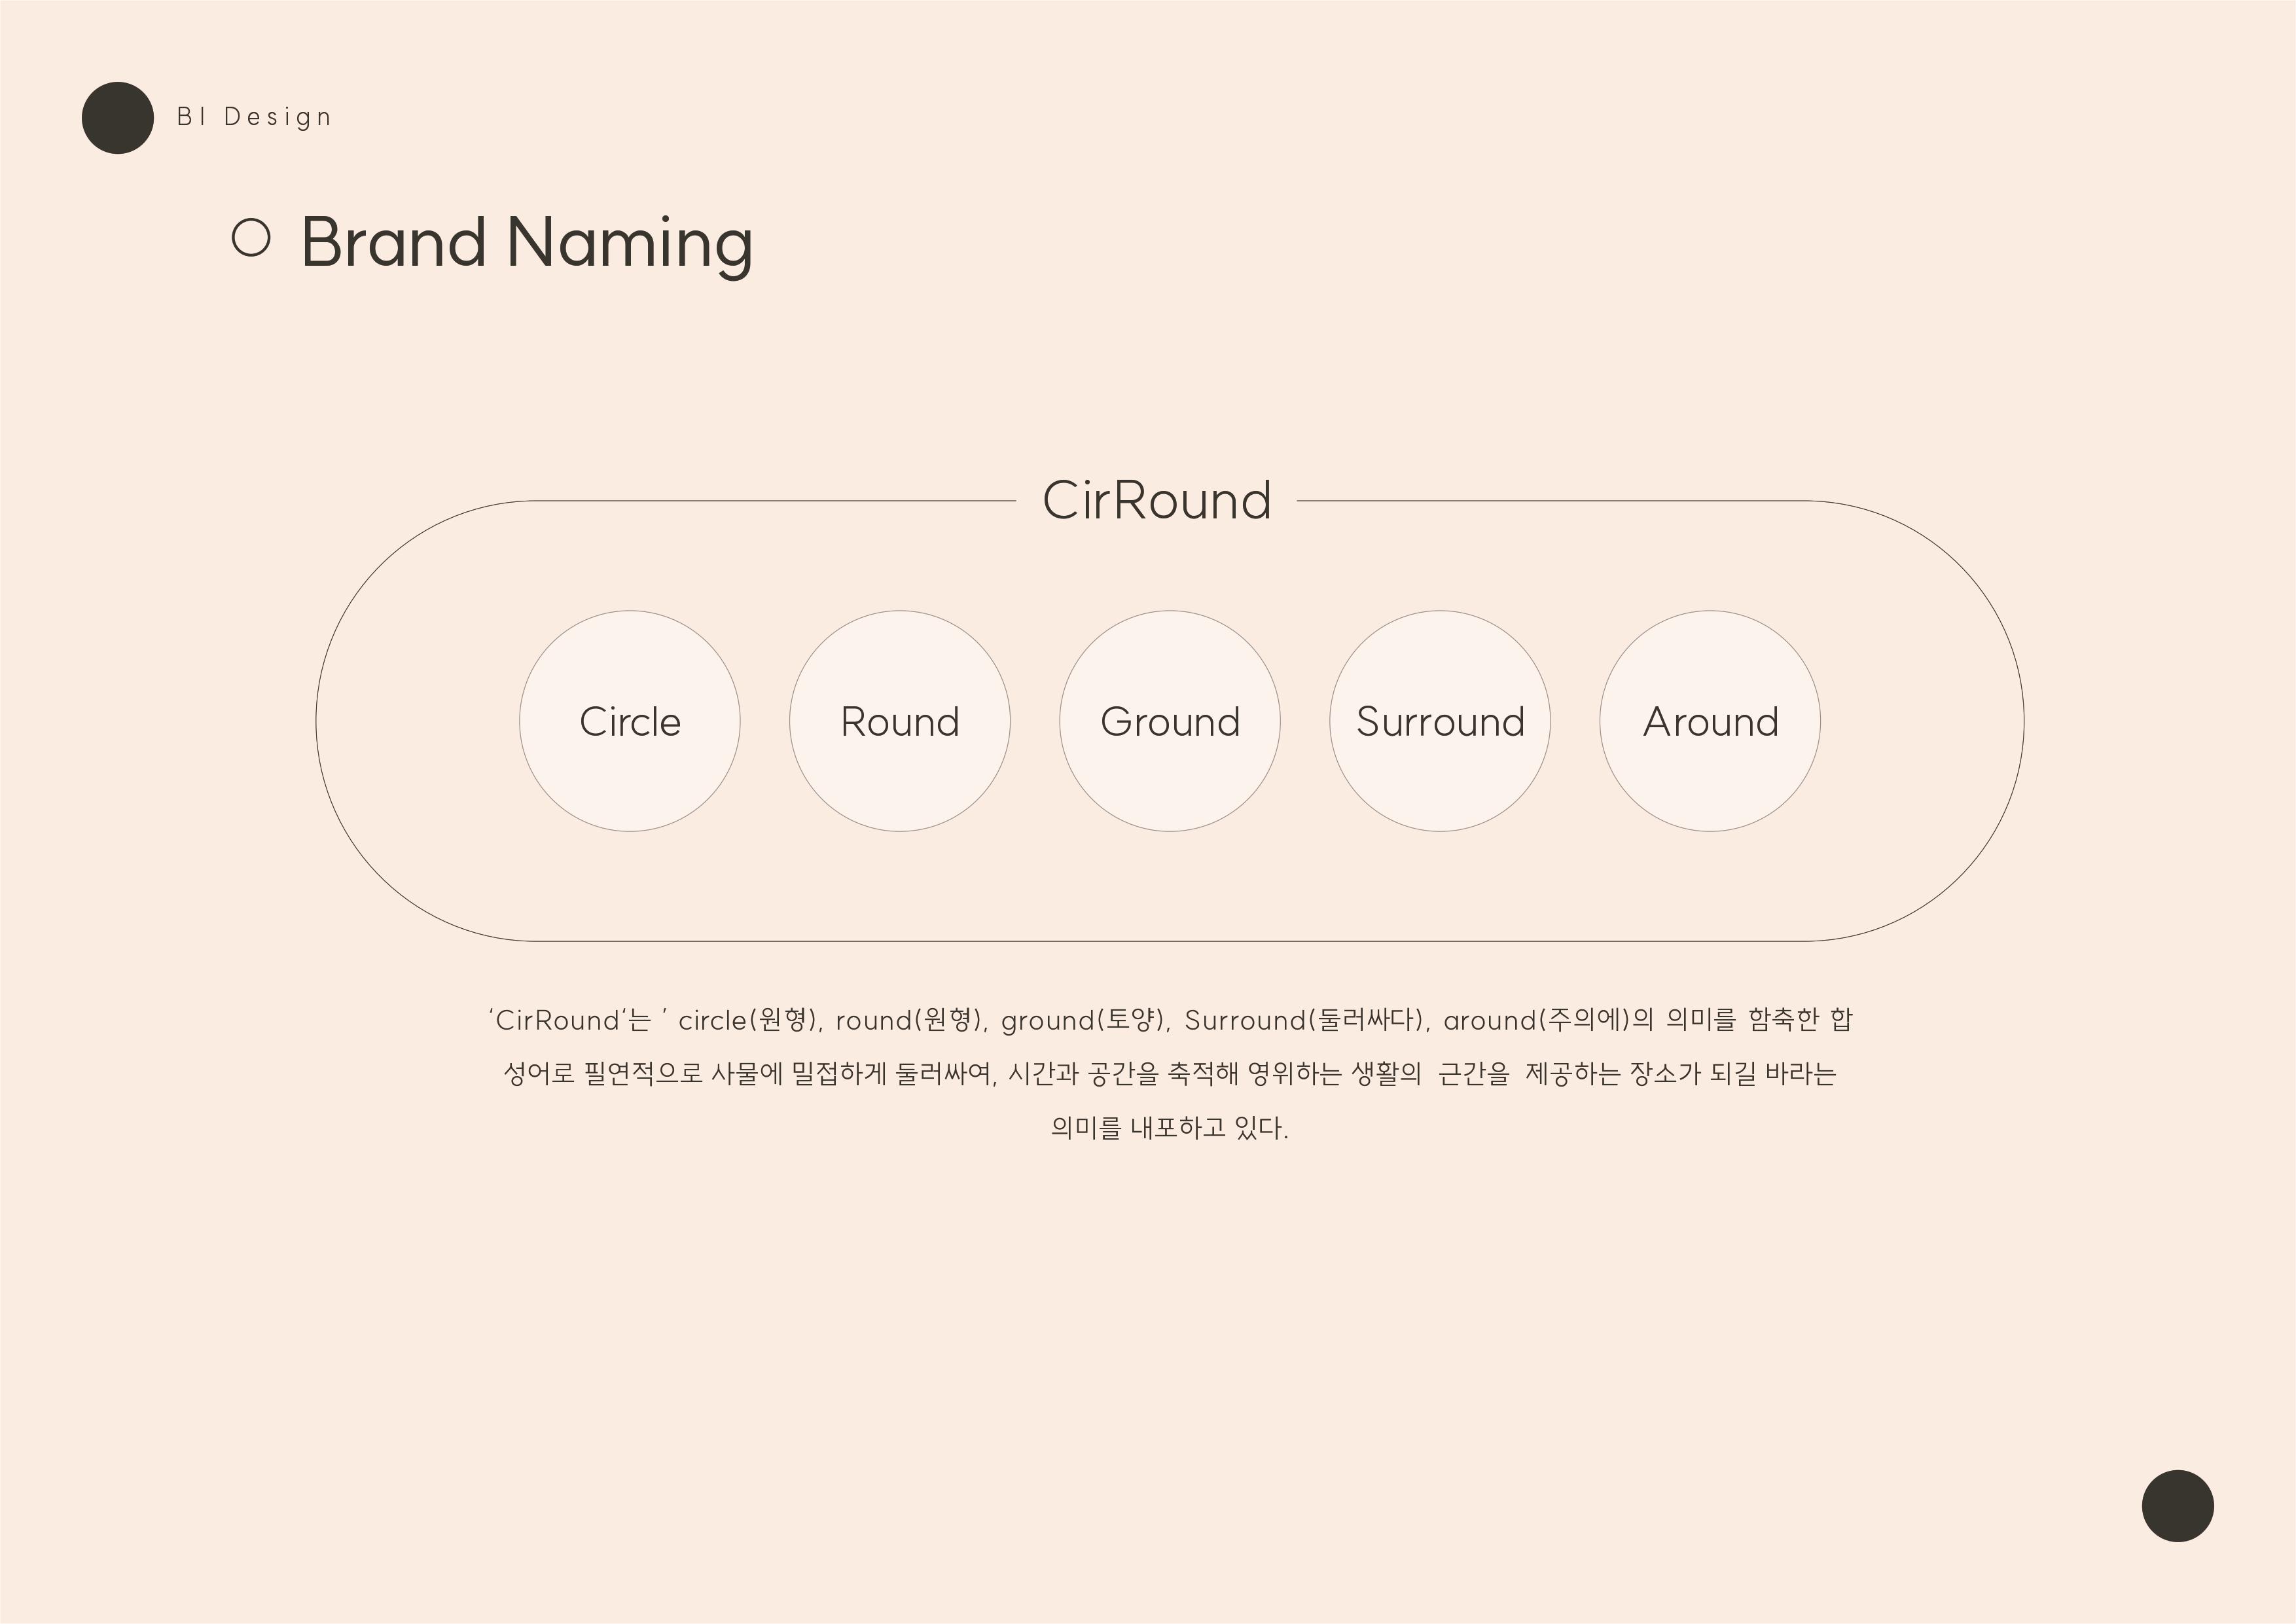 BI Design
Brand Naming
CirRound
Circle
Round
Ground
Surround
Around
‘CirRound‘는 ’ circle(원형), round(원형), ground(토양), Surround(둘러싸다), around(주의에)의 의미를 함축한 합
성어로 필연적으로 사물에 밀접하게 둘러싸여, 시간과 공간을 축적해 영위하는 생활의 근간을 제공하는 장소가 되길 바라는
의미를 내포하고 있다.